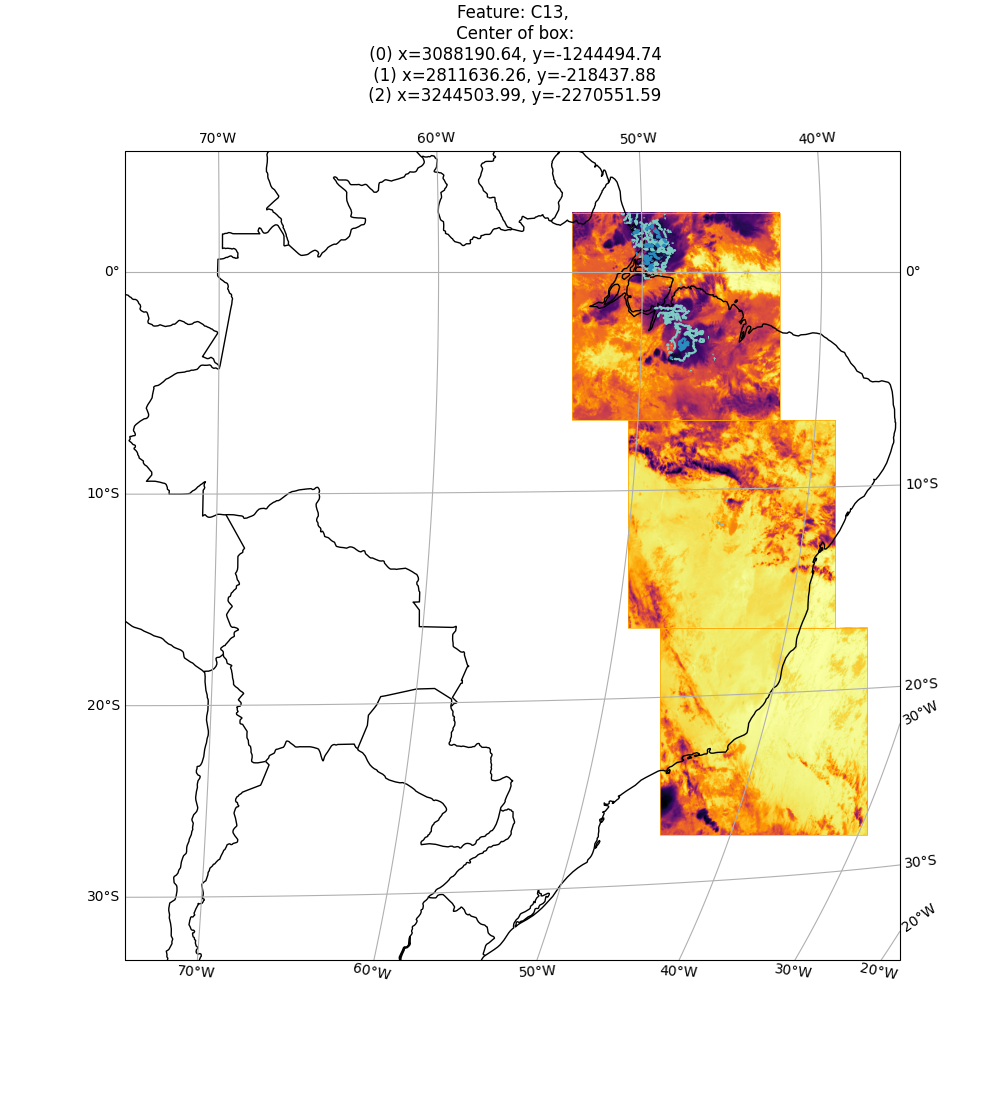 Feature: C13,
Center of box:
(0) x=3088190.64, y=-1244494.74
(1) x=2811636.26, y=-218437.88
(2) x=3244503.99, y=-2270551.59
70°W 60°W 50°W 40°W
0° 0°
10°S 10°S
20°S 20°S
30°W
30°S 30°S
20°W
70°W 60°W 50°W 40°W 30°W 20°W